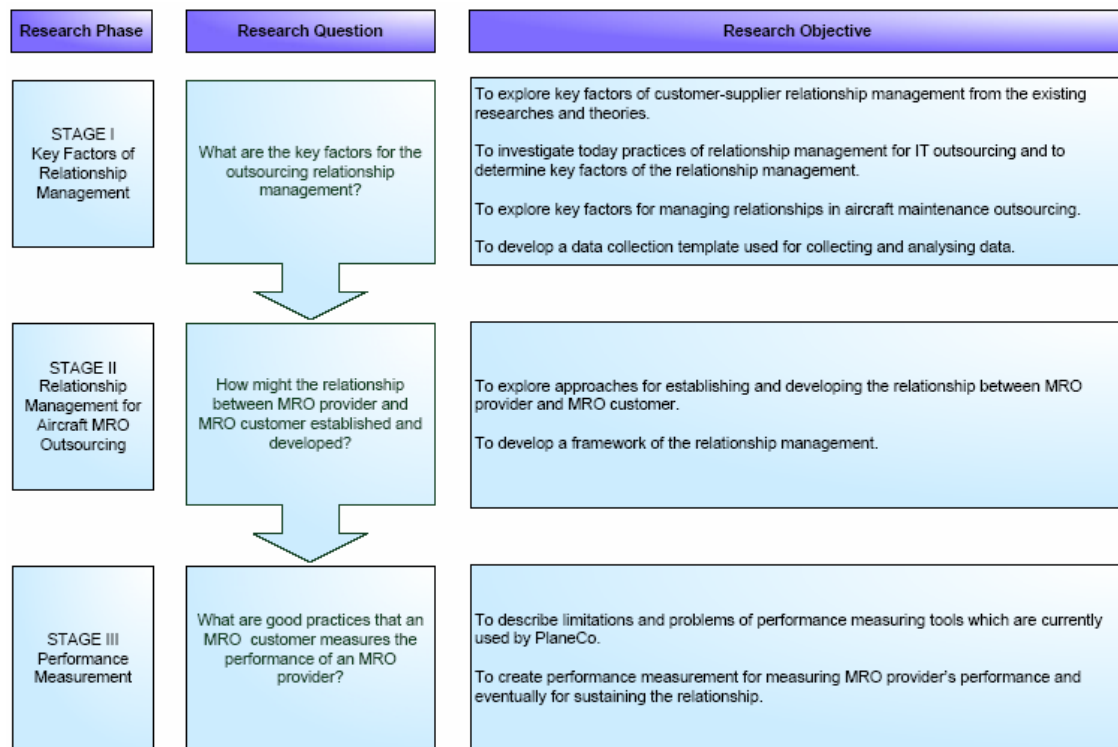 Research Phase
Research Question
Research Objective
STAGE I
Key Factors of
Relationship
Management
What are the key factors for the
outsourcing relationship
management?
To explore key factors of customer-supplier relationship management from the existing
researches and theories.
To investigate today practices of relationship management for IT outsourcing and to
determine key factors of the relationship management.
To explore key factors for managing relationships in aircraft maintenance outsourcing.
To develop a data collection template used for collecting and analysing data.
STAGE II
Relationship
Management for
Aircraft MRO
Outsourcing
How might the relationship
between MRO provider and
MRO customer established and
developed?
To explore approaches for establishing and developing the relationship between MRO
provider and MRO customer.
To develop a framework of the relationship management.
STAGE III
Performance
Measurement
What are good practices that an
MRO customer measures the
performance of an MRO
provider?
To describe limitations and problems of performance measuring tools which are currently
used by PlaneCo.
To create performance measurement for measuring MRO provider's performance and
eventually for sustaining the relationship.